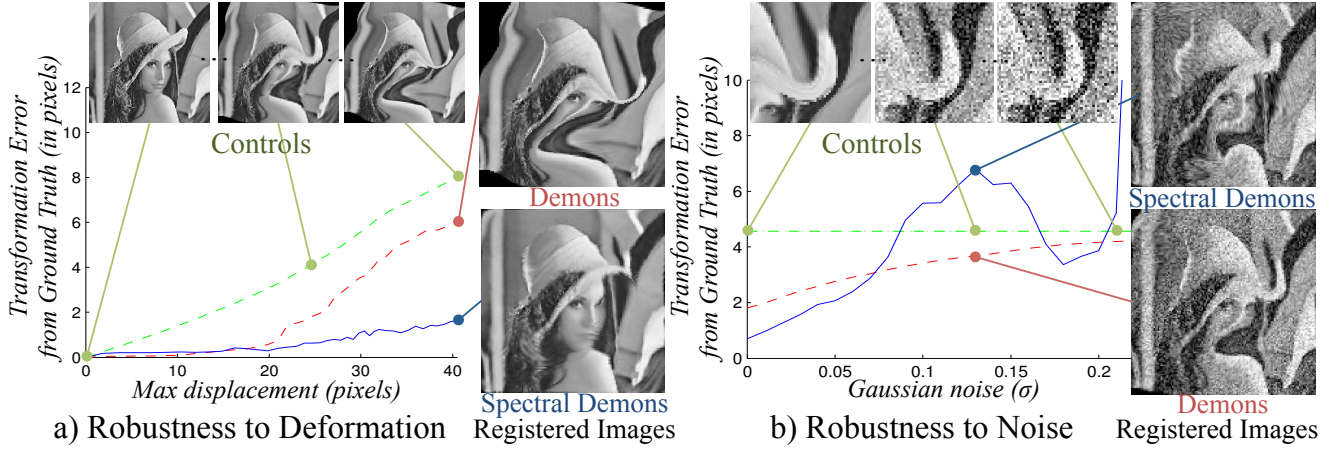 Transformation Error
from Ground Truth (in pixels)
12
10
8
6
4
2
0
0
10
20
30
40
Max displacement (pixels)
Controls
Demons
Spectral Demons
Registered Images
a) Robustness to Deformation
Transformation Error
from Ground Truth (in pixels)
10
8
6
4
2
0
0
0.05
0.1
0.15
0.2
Gaussian noise (σ)
Controls
Spectral Demons
Demons
Registered Images
b) Robustness to Noise